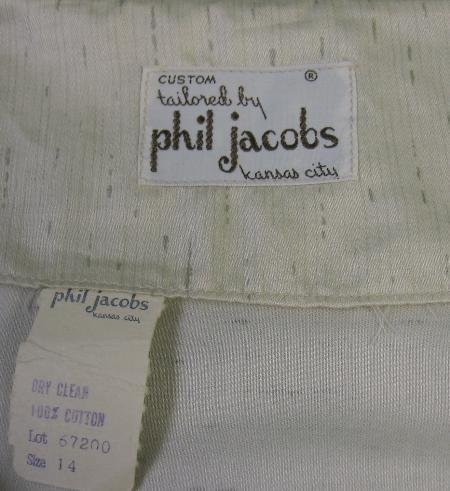 CUSTOM ®
tailored by
phil jacobs
kansas city
phil jacobs
kansas city
DRY CLEAN
100% COTTON
Lot 67200
Size 14